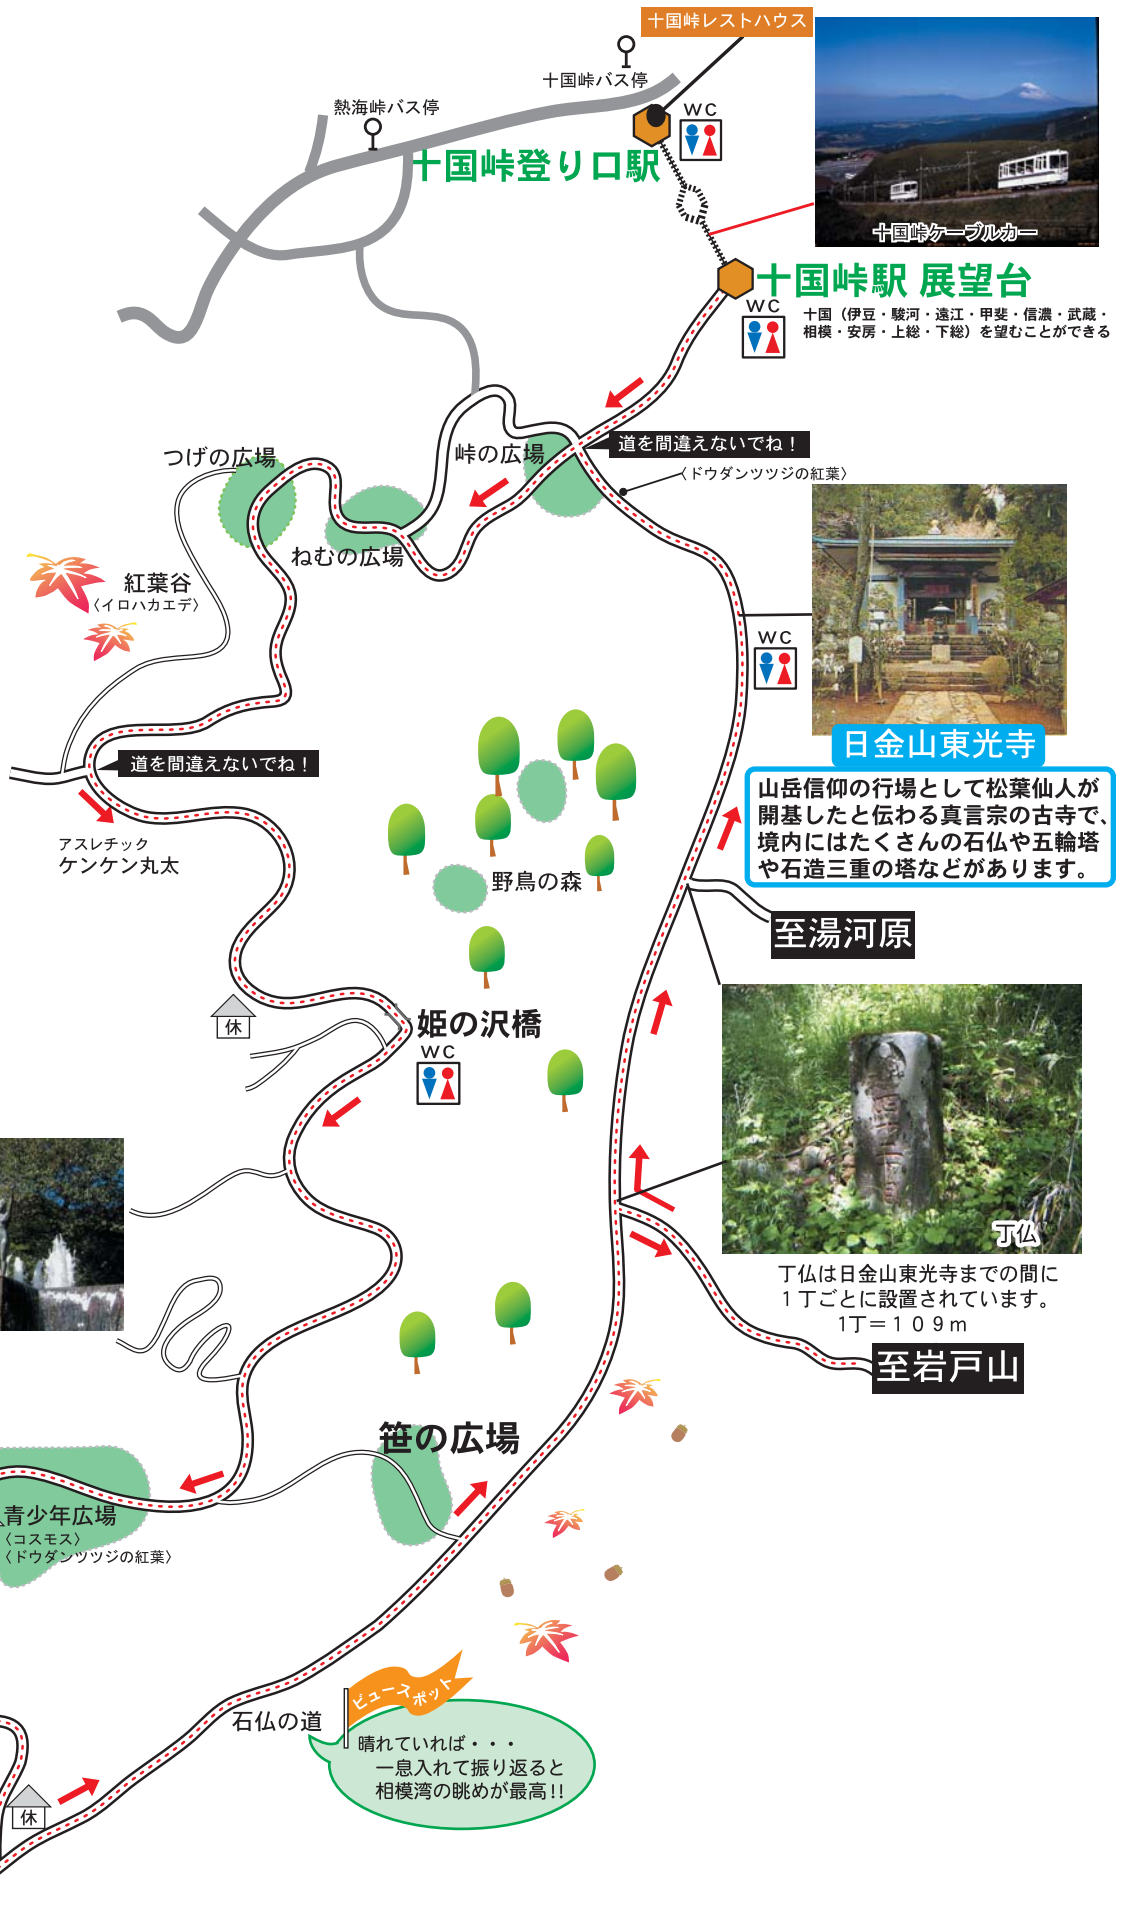 十国峠レストハウス
十国峠バス停
熱海峠バス停
WC
十国峠登り口駅
十国峠ケーブルカー
十国峠駅 展望台
WC
十国（伊豆・駿河・遠江・甲斐・信濃・武蔵・
相模・安房・上総・下総）を望むことができる
道を間違えないでね！
峠の広場
つげの広場
〈ドウダンツツジの紅葉〉
ねむの広場
紅葉谷
〈イロハカエデ〉
WC
日金山東光寺
道を間違えないでね！
山岳信仰の行場として松葉仙人が
開基したと伝わる真言宗の古寺で、
境内にはたくさんの石仏や五輪塔
や石造三重の塔などがあります。
アスレチック
ケンケン丸太
野鳥の森
至湯河原
休
姫の沢橋
WC
丁仏
丁仏は日金山東光寺までの間に
１丁ごとに設置されています。
1丁＝１０９ｍ
至岩戸山
笹の広場
青少年広場
〈コスモス〉
〈ドウダンツツジの紅葉〉
ビュースポット
石仏の道
晴れていれば・・・
一息入れて振り返ると
相模湾の眺めが最高!!
休